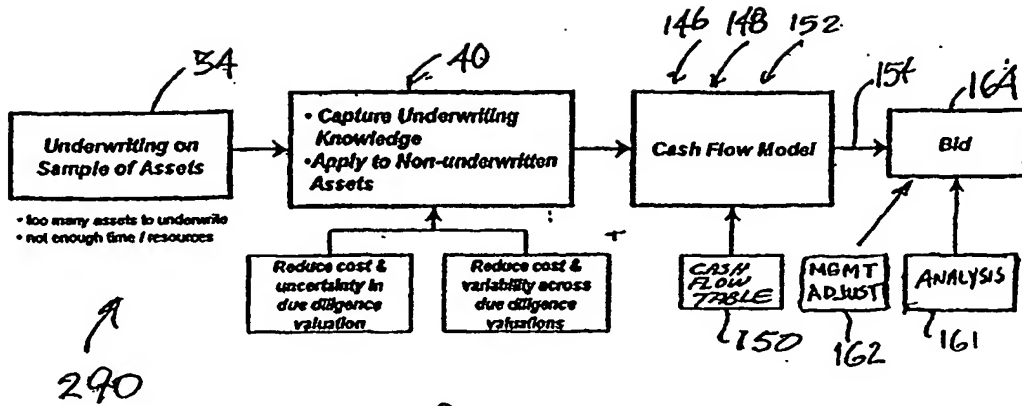 34
40
146 148 152
154
164
Underwriting on
Sample of Assets
• too many assets to underwrite
• not enough time / resources
• Capture Underwriting
Knowledge
• Apply to Non-underwritten
Assets
Cash Flow Model
Bid
Reduce cost &
uncertainty in
due diligence
valuation
Reduce cost &
variability across
due diligence
valuations
CASH
FLOW
TABLE
MGMT
ADJUST
ANALYSIS
150
162
161
290